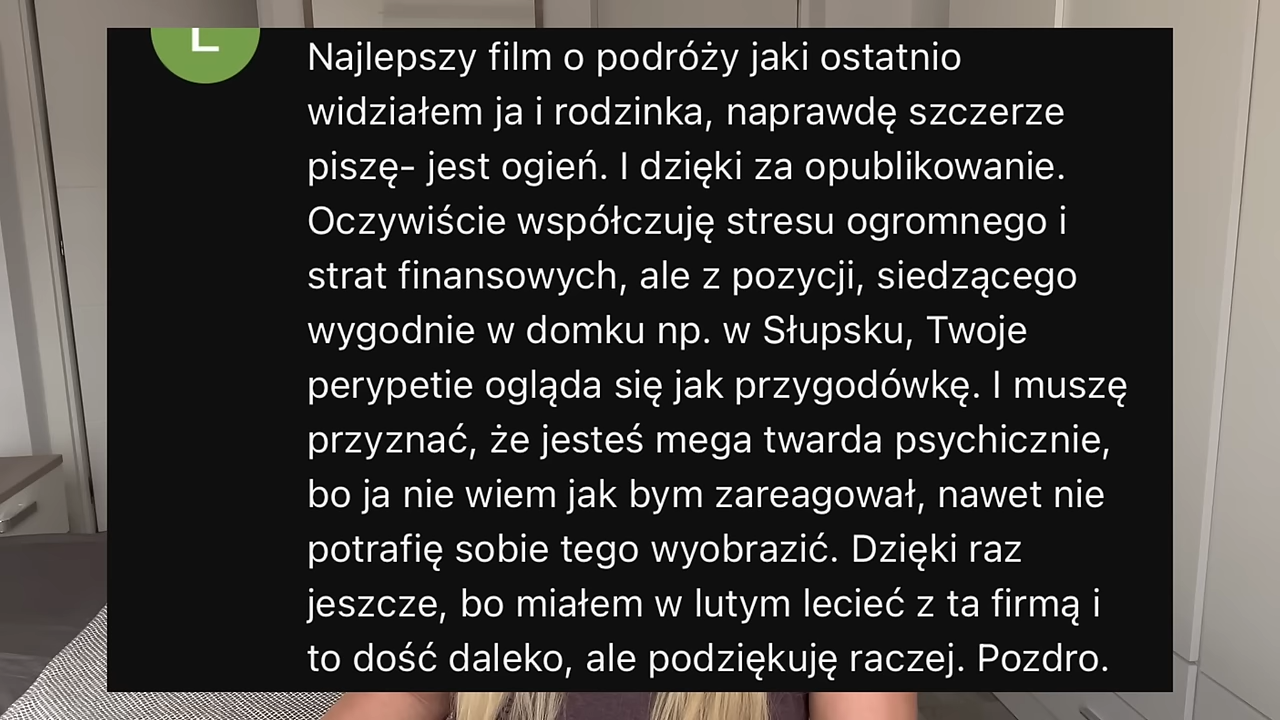 L
Najlepszy film o podróży jaki ostatnio
widziałem ja i rodzinka, naprawdę szczerze
piszę- jest ogień. I dzięki za opublikowanie.
Oczywiście współczuję stresu ogromnego i
strat finansowych, ale z pozycji, siedzącego
wygodnie w domku np. w Słupsku, Twoje
perypetie ogląda się jak przygodówkę. I muszę
przyznać, że jesteś mega twarda psychicznie,
bo ja nie wiem jak bym zareagował, nawet nie
potrafię sobie tego wyobrazić. Dzięki raz
jeszcze, bo miałem w lutym lecieć z ta firmą i
to dość daleko, ale podziękuję raczej. Pozdro.